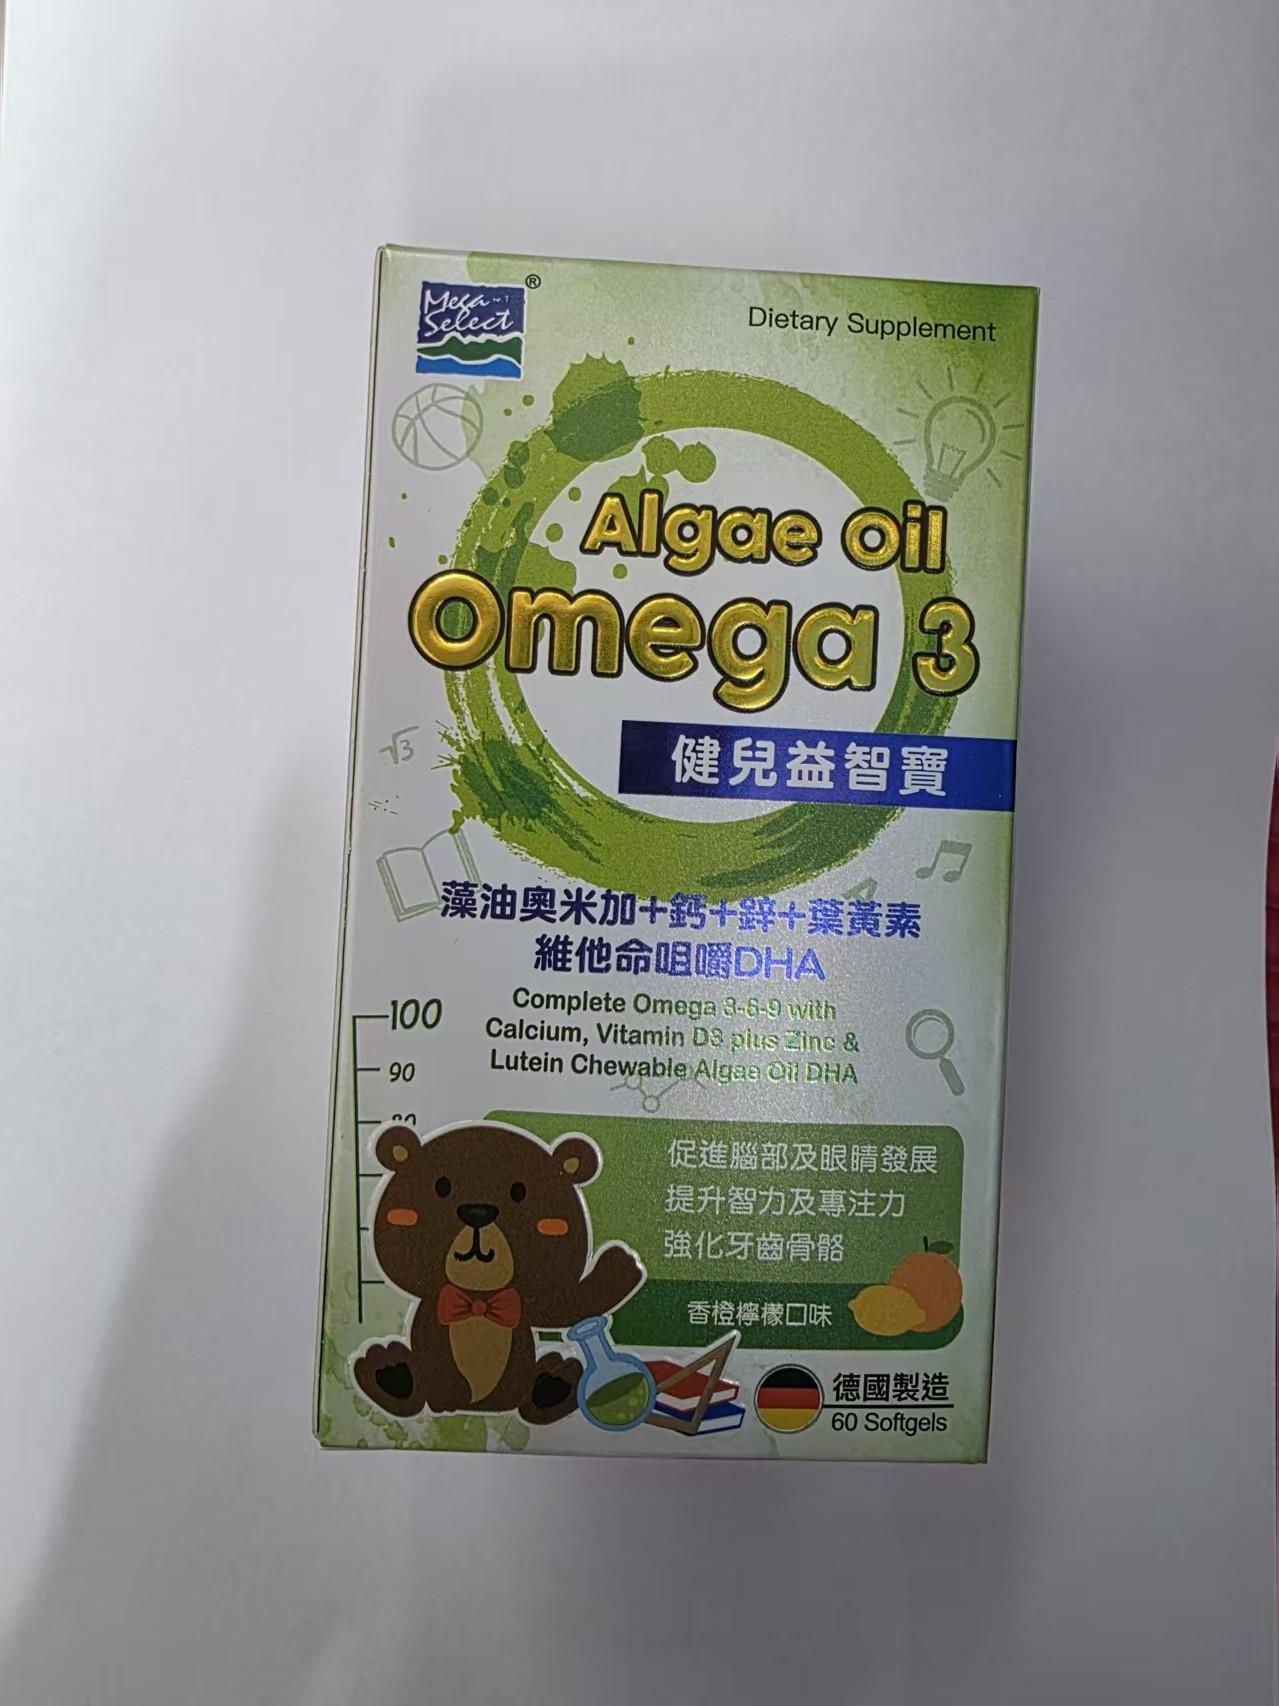 Mega No 1
Select
®
Dietary Supplement
Algae Oil
Omega 3
健兒益智寶
√3
藻油奧米加+鈣+鋅+葉黃素
維他命咀嚼DHA
Complete Omega 3-6-9 with
Calcium, Vitamin D3 plus Zinc &
Lutein Chewable Algae Oil DHA
100
90
80
促進腦部及眼睛發展
提升智力及專注力
強化牙齒骨骼
香橙檸檬口味
德國製造
60 Softgels